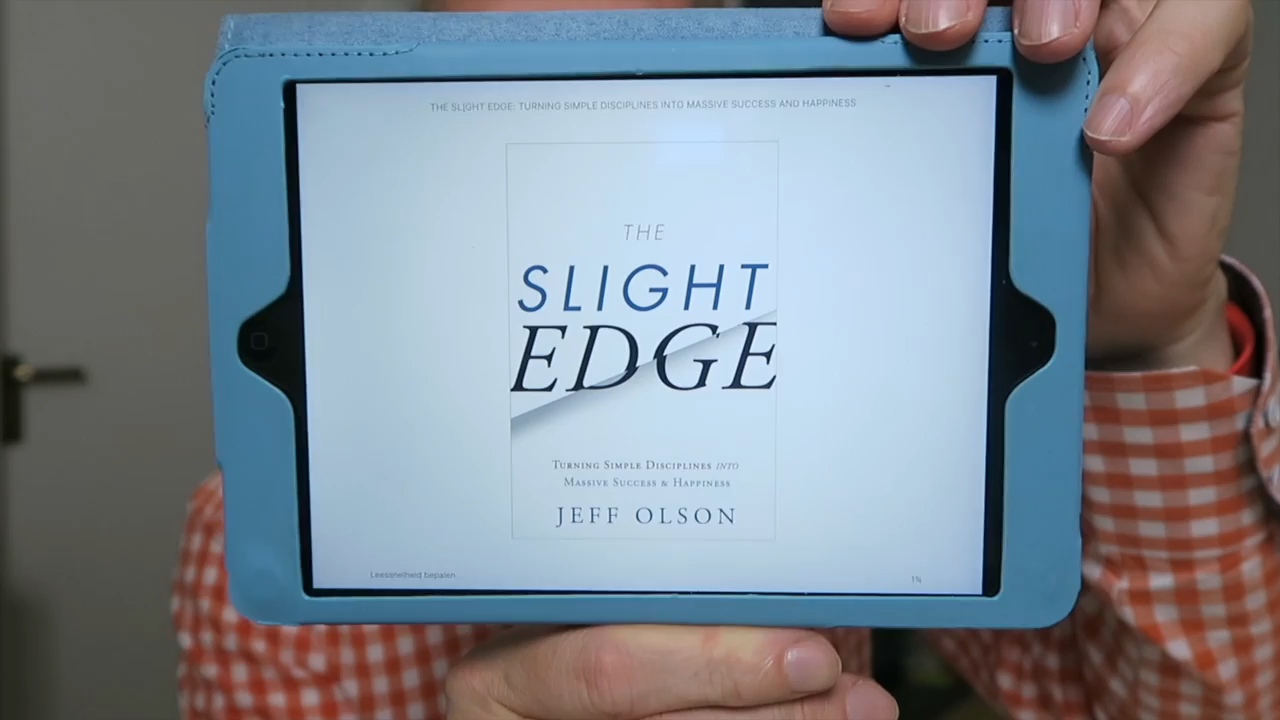 THE SLIGHT EDGE: TURNING SIMPLE DISCIPLINES INTO MASSIVE SUCCESS AND HAPPINESS
THE
SLIGHT
EDGE
TURNING SIMPLE DISCIPLINES INTO
MASSIVE SUCCESS & HAPPINESS
JEFF OLSON
Leessnelheid bepalen...
1%